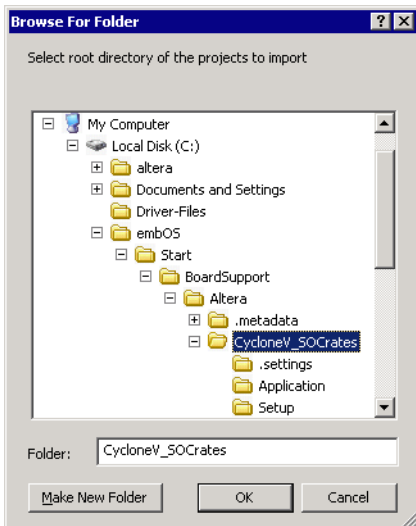 Browse For Folder
Select root directory of the projects to import
My Computer
Local Disk (C:)
altera
Documents and Settings
Driver-Files
embOS
Start
BoardSupport
Altera
.metadata
CycloneV_SOCrates
.settings
Application
Setup
Folder: CycloneV_SOCrates
Make New Folder OK Cancel